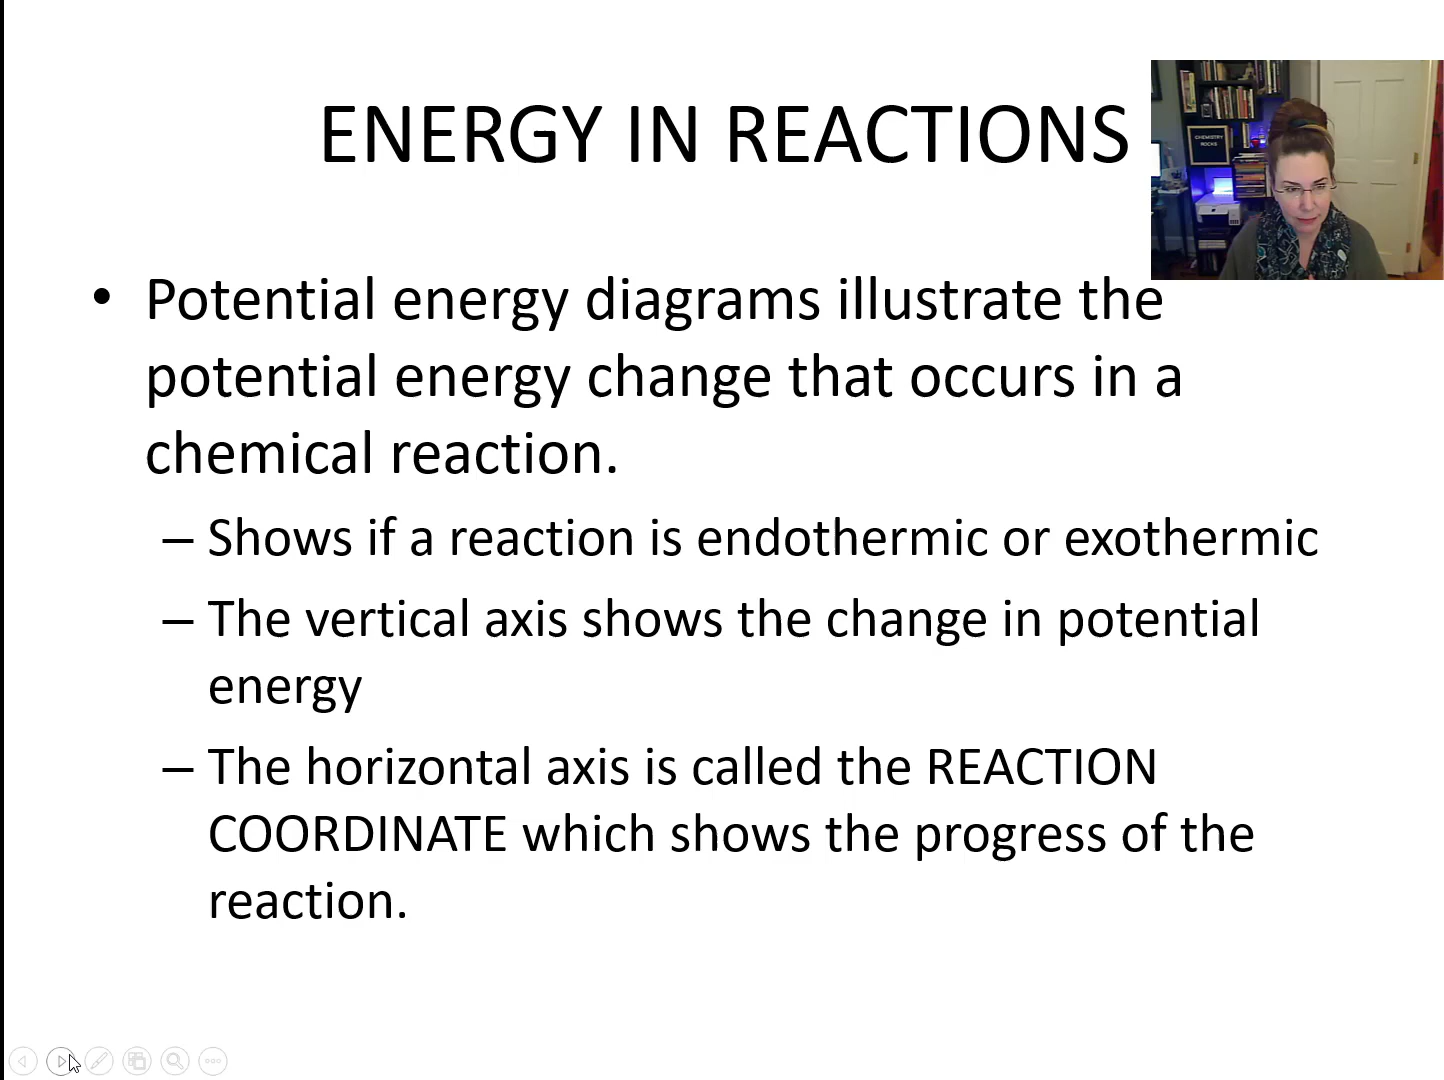 ENERGY IN REACTIONS
CHEMISTRY
ROCKS
• Potential energy diagrams illustrate the
potential energy change that occurs in a
chemical reaction.
– Shows if a reaction is endothermic or exothermic
– The vertical axis shows the change in potential
energy
– The horizontal axis is called the REACTION
COORDINATE which shows the progress of the
reaction.